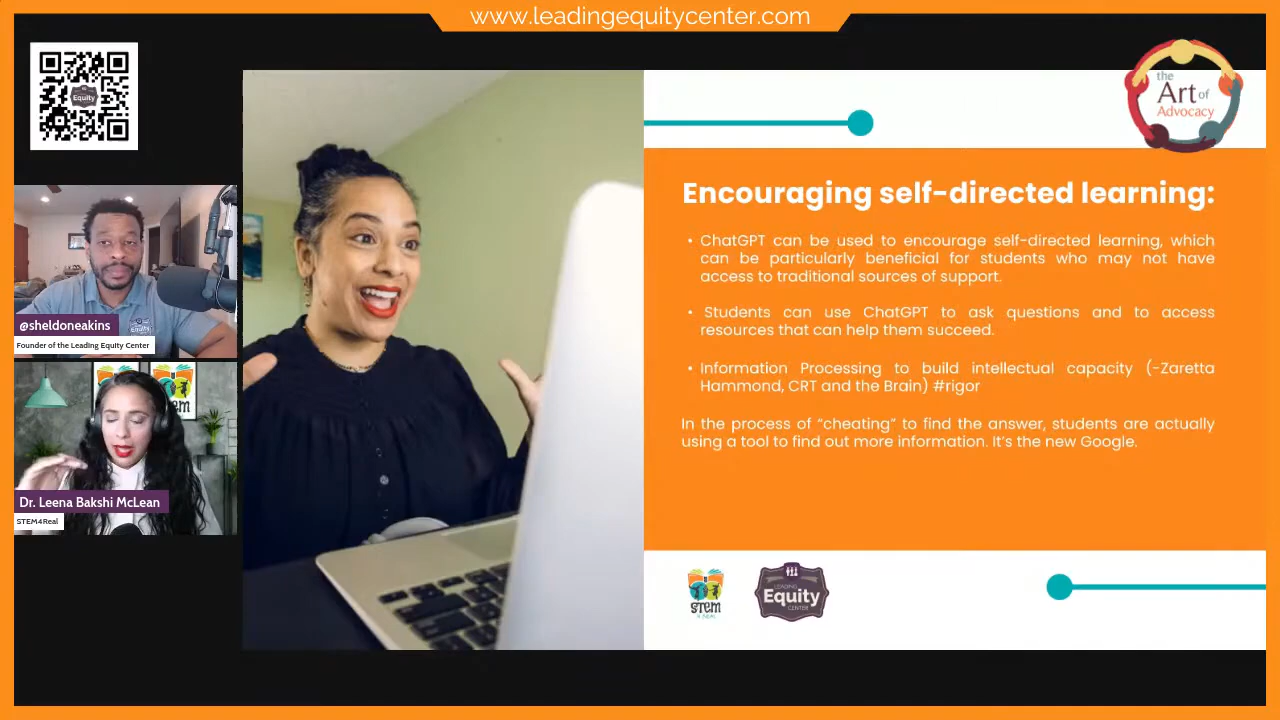 www.leadingequitycenter.com
Equity
the
Art of
Advocacy
Encouraging self-directed learning:
• ChatGPT can be used to encourage self-directed learning, which
can be particularly beneficial for students who may not have
access to traditional sources of support.
• Students can use ChatGPT to ask questions and to access
resources that can help them succeed.
• Information Processing to build intellectual capacity (-Zaretta
Hammond, CRT and the Brain) #rigor
In the process of “cheating” to find the answer, students are actually
using a tool to find out more information. It’s the new Google.
@sheldoneakins
Founder of the Leading Equity Center
Equity
Dr. Leena Bakshi McLean
STEM4Real
STEM
LEADING
Equity
CENTER